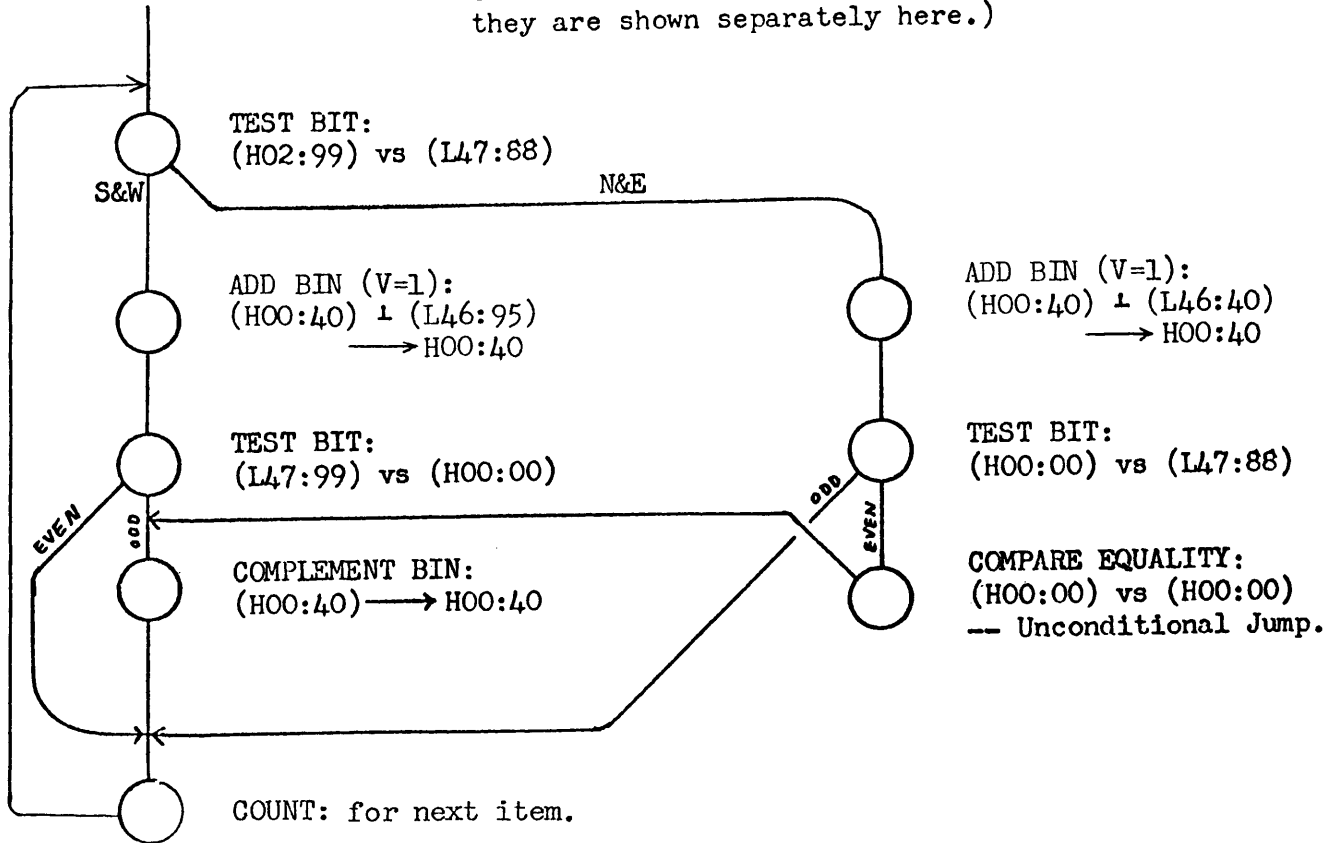 they are shown separately here.)
TEST BIT:
(H02:99) vs (L47:88)
S&W
N&E
ADD BIN (V=1):
(H00:40) ⊥ (L46:95)
⟶ H00:40
ADD BIN (V=1):
(H00:40) ⊥ (L46:40)
⟶ H00:40
TEST BIT:
(L47:99) vs (H00:00)
TEST BIT:
(H00:00) vs (L47:88)
EVEN
ODD
ODD
EVEN
COMPLEMENT BIN:
(H00:40)⟶ H00:40
COMPARE EQUALITY:
(H00:00) vs (H00:00)
-- Unconditional Jump.
COUNT: for next item.